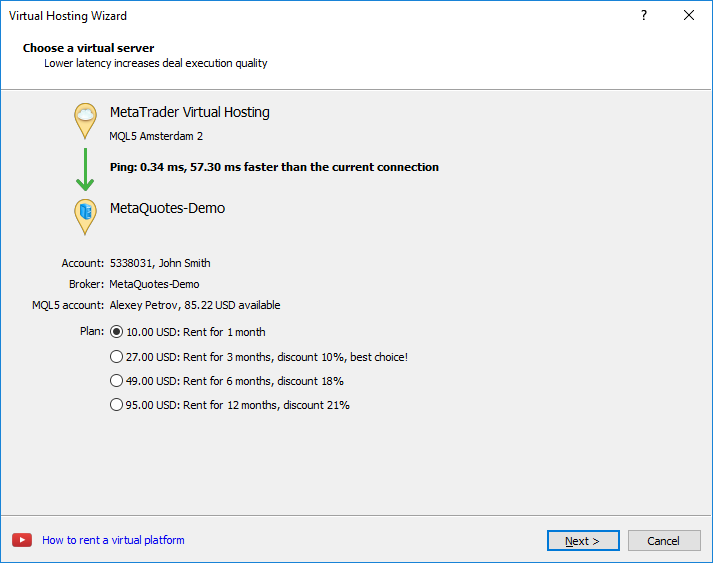 Virtual Hosting Wizard
?
Choose a virtual server
Lower latency increases deal execution quality
MetaTrader Virtual Hosting
MQL5 Amsterdam 2
Ping: 0.34 ms, 57.30 ms faster than the current connection
MetaQuotes-Demo
Account: 5338031, John Smith
Broker: MetaQuotes-Demo
MQL5 account: Alexey Petrov, 85.22 USD available
Plan: 10.00 USD: Rent for 1 month
27.00 USD: Rent for 3 months, discount 10%, best choice!
49.00 USD: Rent for 6 months, discount 18%
95.00 USD: Rent for 12 months, discount 21%
How to rent a virtual platform
Next >
Cancel